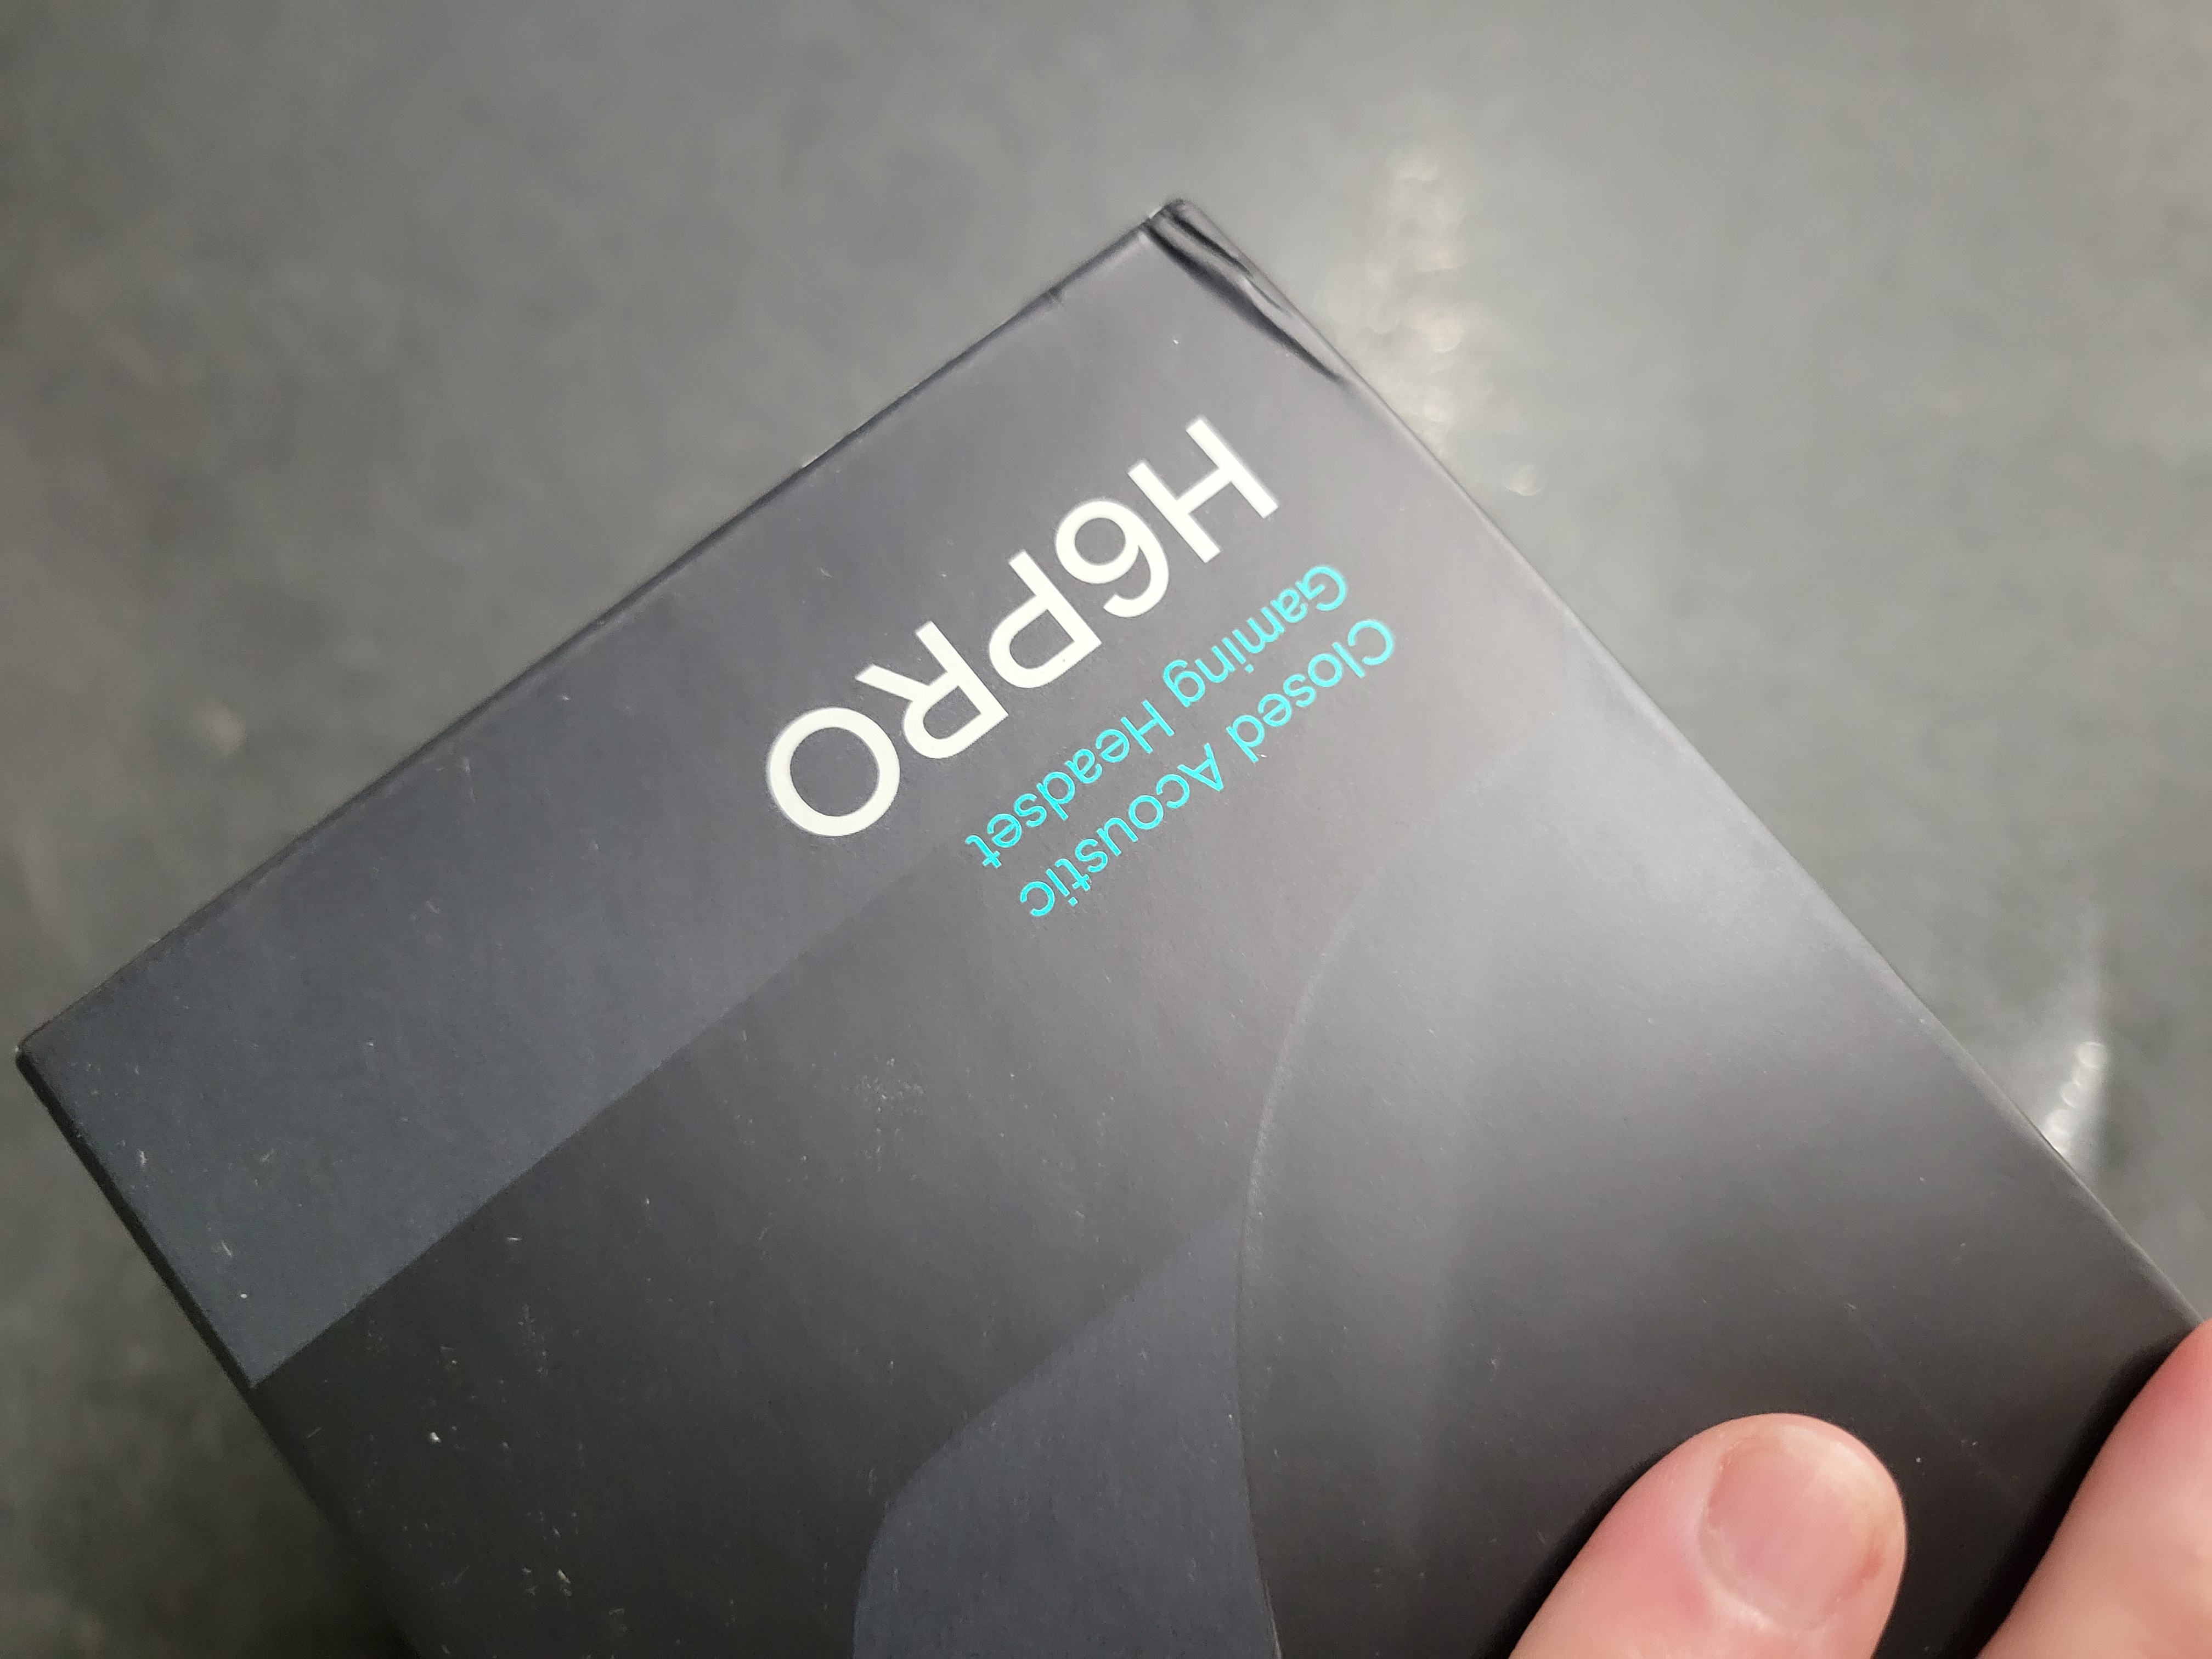 Closed Acoustic
Gaming Headset
H6PRO